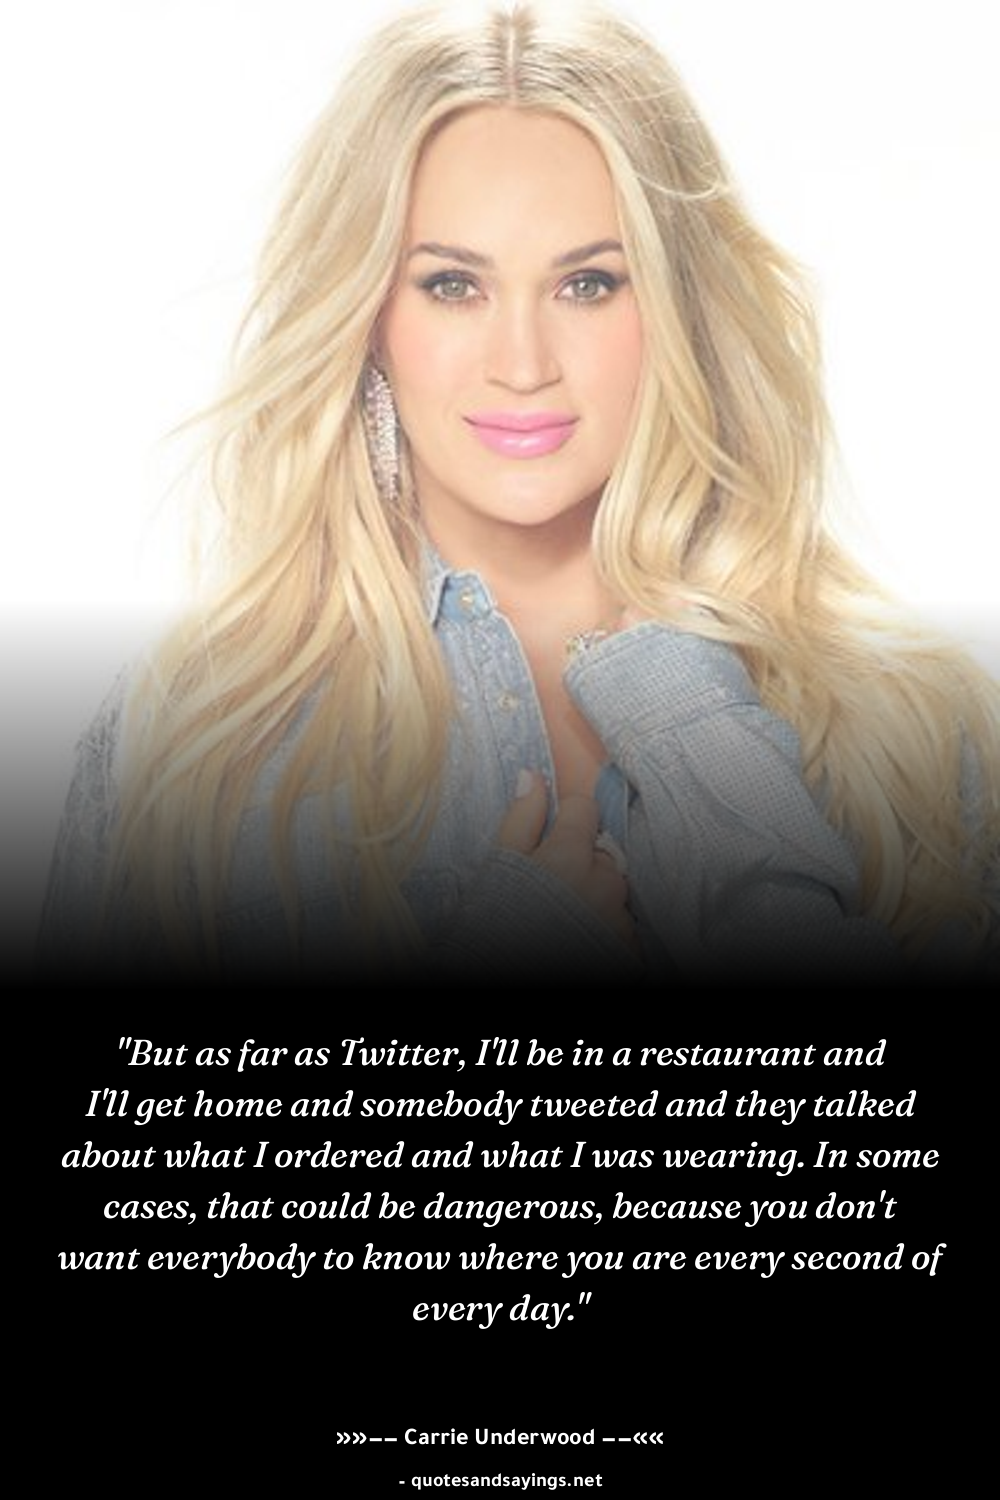 "But as far as Twitter, I'll be in a restaurant and
I'll get home and somebody tweeted and they talked
about what I ordered and what I was wearing. In some
cases, that could be dangerous, because you don't
want everybody to know where you are every second of
every day."
»»−− Carrie Underwood −−««
- quotesandsayings.net